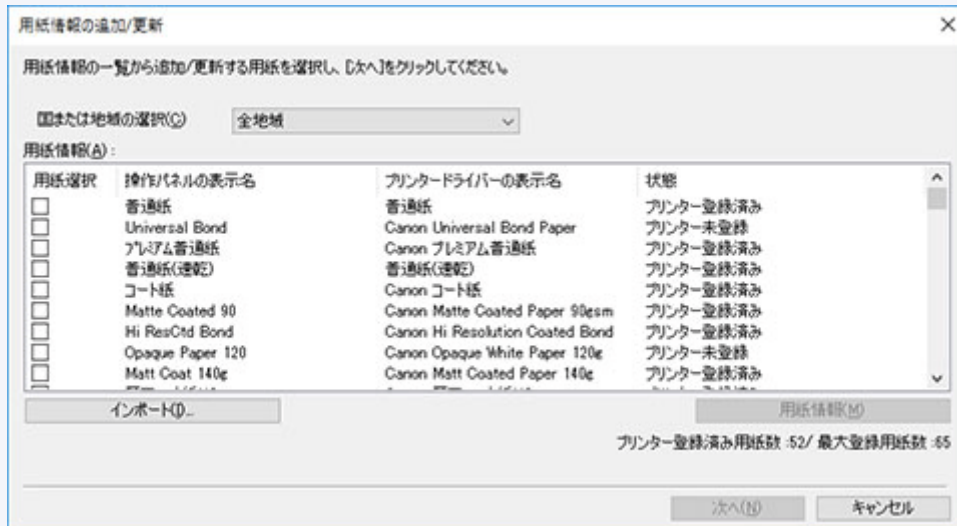 用紙情報の追加/更新
用紙情報の一覧から追加/更新する用紙を選択し、[次へ]をクリックしてください。
国または地域の選択(C) 全地域
用紙情報(A) :
用紙選択 操作パネルの表示名 プリンタードライバーの表示名 状態
普通紙 普通紙 プリンター登録済み
Universal Bond Canon Universal Bond Paper プリンター未登録
プレミアム普通紙 Canon プレミアム普通紙 プリンター登録済み
普通紙(速乾) 普通紙(速乾) プリンター登録済み
コート紙 Canon コート紙 プリンター登録済み
Matte Coated 90 Canon Matte Coated Paper 90gsm プリンター登録済み
Hi ResCtd Bond Canon Hi Resolution Coated Bond プリンター登録済み
Opaque Paper 120 Canon Opaque White Paper 120g プリンター未登録
Matt Coat 140g Canon Matt Coated Paper 140g プリンター登録済み
インポート(I)... 用紙情報(M)
プリンター登録済み用紙数 :52/ 最大登録用紙数 :65
次へ(N) キャンセル